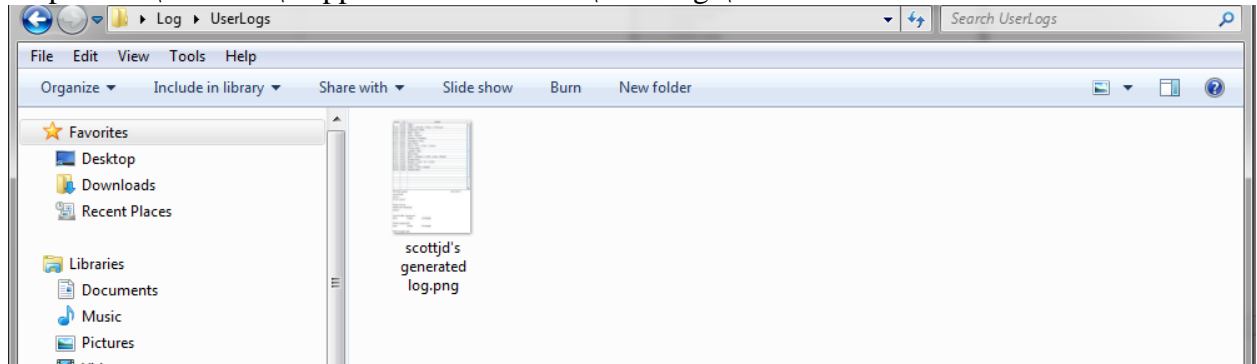 Log ▸ UserLogs
Search UserLogs
File Edit View Tools Help
Organize Include in library Share with Slide show Burn New folder
Favorites
Desktop
Downloads
Recent Places
Libraries
Documents
Music
Pictures
scottjd's
generated
log.png